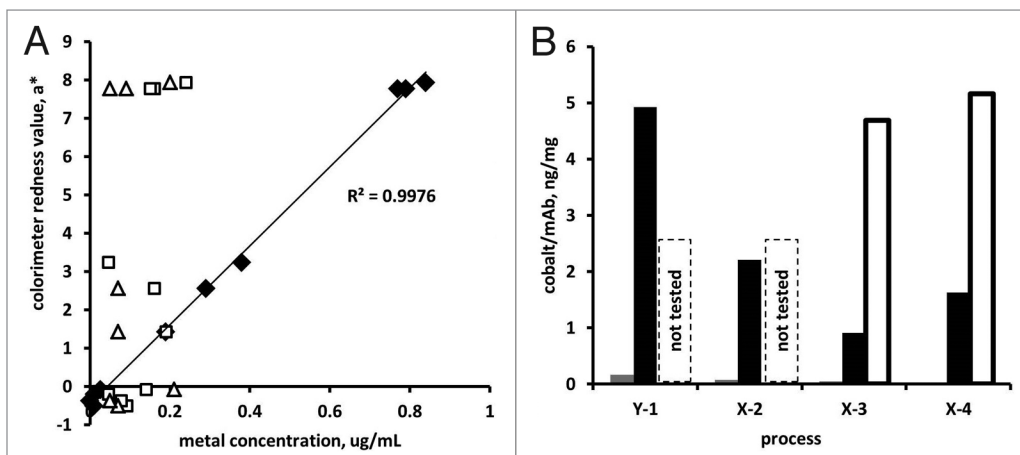 A
9
8
7
6
5
4
3
2
1
0
-1
colorimeter redness value, a*
R² = 0.9976
0 0.2 0.4 0.6 0.8 1
metal concentration, ug/mL
B
6
5
4
3
2
1
0
cobalt/mAb, ng/mg
not tested
not tested
Y-1 X-2 X-3 X-4
process